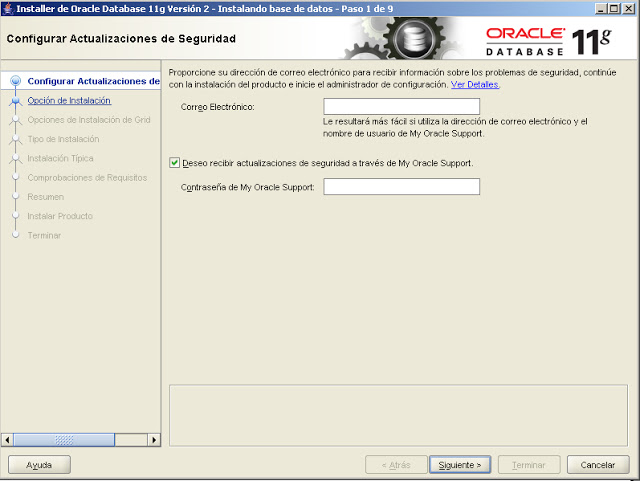 Installer de Oracle Database 11g Versión 2 - Instalando base de datos - Paso 1 de 9
Configurar Actualizaciones de Seguridad
ORACLE
DATABASE
11g
Configurar Actualizaciones de
Opción de Instalación
Opciones de Instalación de Grid
Tipo de Instalación
Instalación Típica
Comprobaciones de Requisitos
Resumen
Instalar Producto
Terminar
Proporcione su dirección de correo electrónico para recibir información sobre los problemas de seguridad, continúe
con la instalación del producto e inicie el administrador de configuración. Ver Detalles.
Correo Electrónico:
Le resultará más fácil si utiliza la dirección de correo electrónico y el
nombre de usuario de My Oracle Support.
Deseo recibir actualizaciones de seguridad a través de My Oracle Support.
Contraseña de My Oracle Support:
Ayuda
< Atrás
Siguiente >
Terminar
Cancelar